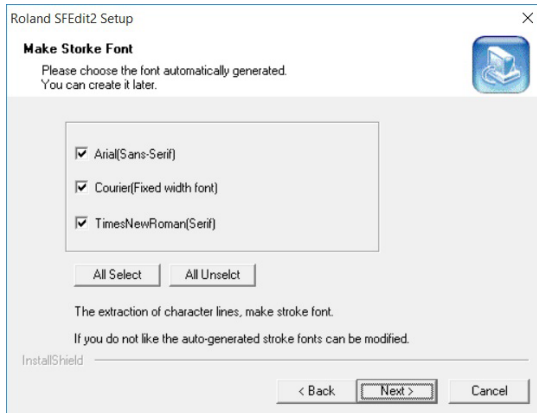 Roland SFEdit2 Setup
Make Storke Font
Please choose the font automatically generated.
You can create it later.
Arial(Sans-Serif)
Courier(Fixed width font)
TimesNewRoman(Serif)
All Select
All Unselct
The extraction of character lines, make stroke font.
If you do not like the auto-generated stroke fonts can be modified.
InstallShield
< Back
Next >
Cancel